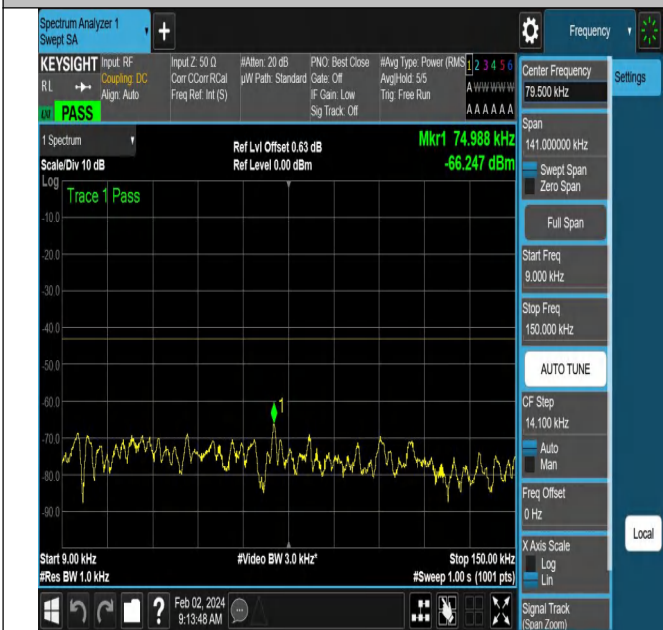 Spectrum Analyzer 1
Swept SA
+
Frequency
KEYSIGHT
RL
PASS
Input: RF
Coupling: DC
Align: Auto
Input Z: 50 Ω
Corr CCorr RCal
Freq Ref: Int (S)
#Atten: 20 dB
µW Path: Standard
PNO: Best Close
Gate: Off
IF Gain: Low
Sig Track: Off
#Avg Type: Power (RMS
Avg|Hold: 5/5
Trig: Free Run
1 2 3 4 5 6
A W W W W W
A A A A A A
1 Spectrum
Scale/Div 10 dB
Log
Ref Lvl Offset 0.63 dB
Ref Level 0.00 dBm
Mkr1 74.988 kHz
-66.247 dBm
Trace 1 Pass
-10.0
-20.0
-30.0
-40.0
-50.0
-60.0
-70.0
-80.0
-90.0
1
Start 9.00 kHz
#Res BW 1.0 kHz
#Video BW 3.0 kHz*
Stop 150.00 kHz
#Sweep 1.00 s (1001 pts)
?
Feb 02, 2024
9:13:48 AM
Center Frequency
79.500 kHz
Span
141.000000 kHz
Swept Span
Zero Span
Full Span
Start Freq
9.000 kHz
Stop Freq
150.000 kHz
AUTO TUNE
CF Step
14.100 kHz
Auto
Man
Freq Offset
0 Hz
X Axis Scale
Log
Lin
Signal Track
(Span Zoom)
Settings
Local